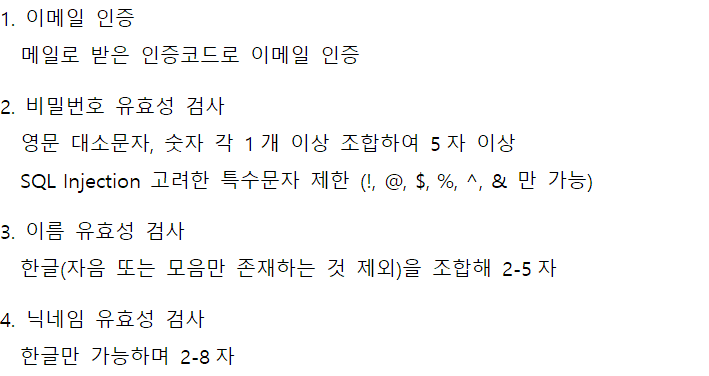 1. 이메일 인증
메일로 받은 인증코드로 이메일 인증
2. 비밀번호 유효성 검사
영문 대소문자, 숫자 각 1개 이상 조합하여 5자 이상
SQL Injection 고려한 특수문자 제한 (!, @, $, %, ^, & 만 가능)
3. 이름 유효성 검사
한글(자음 또는 모음만 존재하는 것 제외)을 조합해 2-5자
4. 닉네임 유효성 검사
한글만 가능하며 2-8자